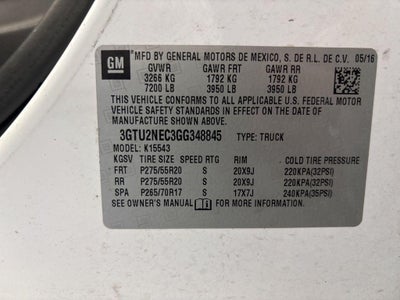 GM MFD BY GENERAL MOTORS DE MEXICO, S. DE R.L. DE C.V. 05/16
GVWR GAWR FRT GAWR RR
3266 KG 1792 KG 1792 KG
7200 LB 3950 LB 3950 LB
THIS VEHICLE CONFORMS TO ALL APPLICABLE U.S. FEDERAL MOTOR
VEHICLE SAFETY STANDARDS IN EFFECT ON THE DATE OF
MANUFACTURE SHOWN ABOVE.
3GTU2NEC3GG348845 TYPE: TRUCK
MODEL: K15543
KGSV TIRE SIZE SPEED RTG RIM COLD TIRE PRESSURE
FRT P275/55R20 S 20X9J 220KPA(32PSI)
RR P275/55R20 S 20X9J 220KPA(32PSI)
SPA P265/70R17 S 17X7J 240KPA(35PSI)
SEE OWNER'S MANUAL FOR MORE INFORMATION.